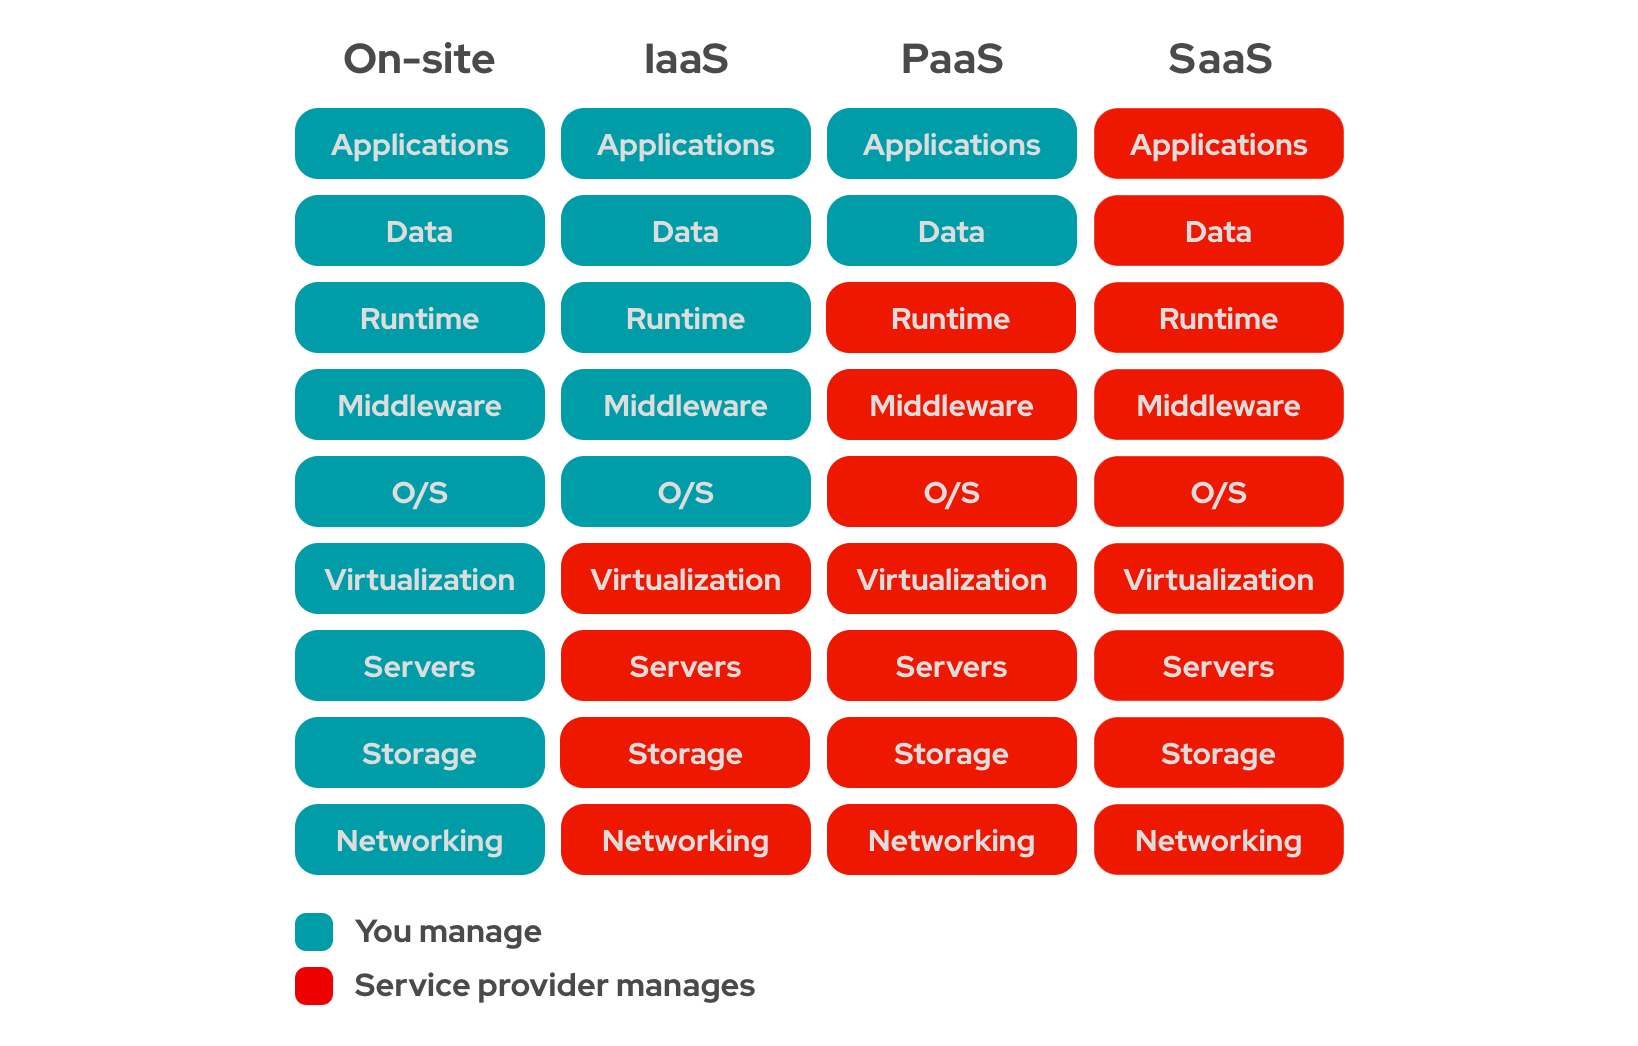 On-site IaaS PaaS SaaS
Applications Applications Applications Applications
Data Data Data Data
Runtime Runtime Runtime Runtime
Middleware Middleware Middleware Middleware
O/S O/S O/S O/S
Virtualization Virtualization Virtualization Virtualization
Servers Servers Servers Servers
Storage Storage Storage Storage
Networking Networking Networking Networking
You manage
Service provider manages